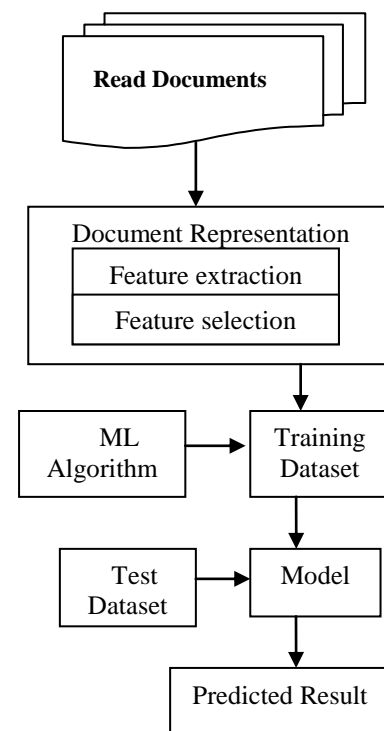 Read Documents
Document Representation
Feature extraction
Feature selection
ML
Algorithm
Training
Dataset
Test
Dataset
Model
Predicted Result